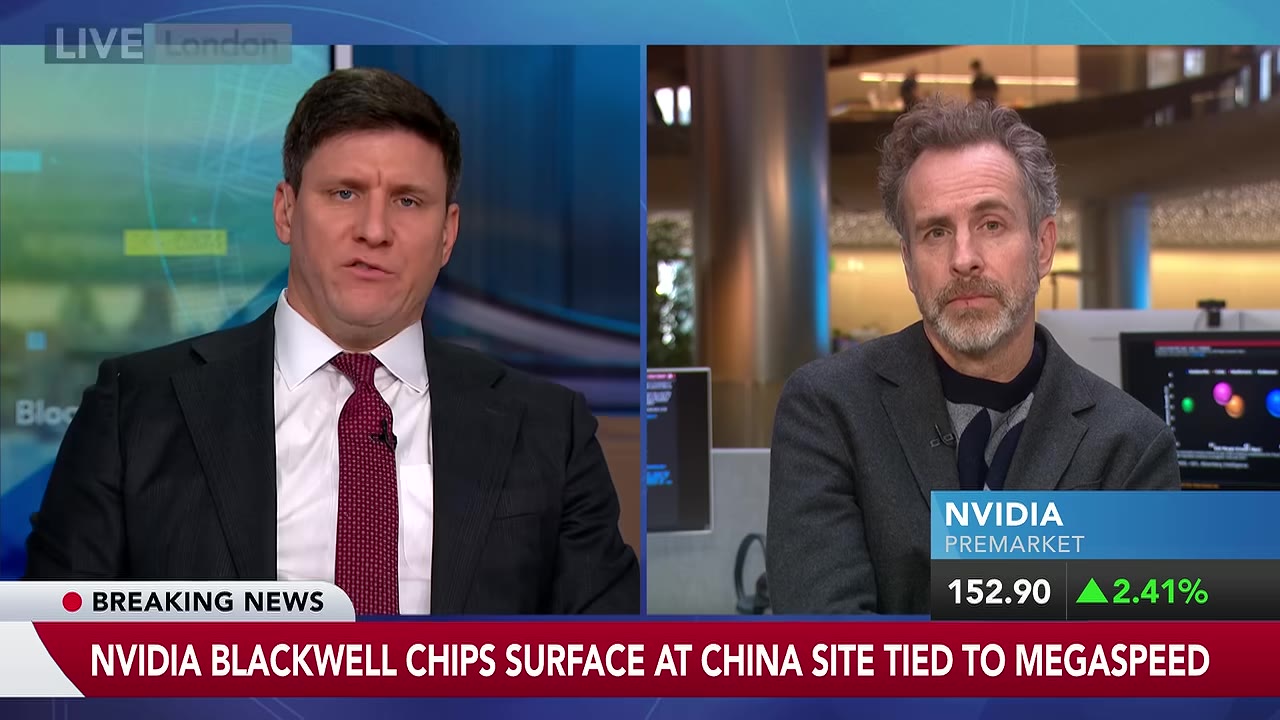 LIVE London
Bloo
NVIDIA
PREMARKET
152.90 ▲2.41%
BREAKING NEWS
NVIDIA BLACKWELL CHIPS SURFACE AT CHINA SITE TIED TO MEGASPEED